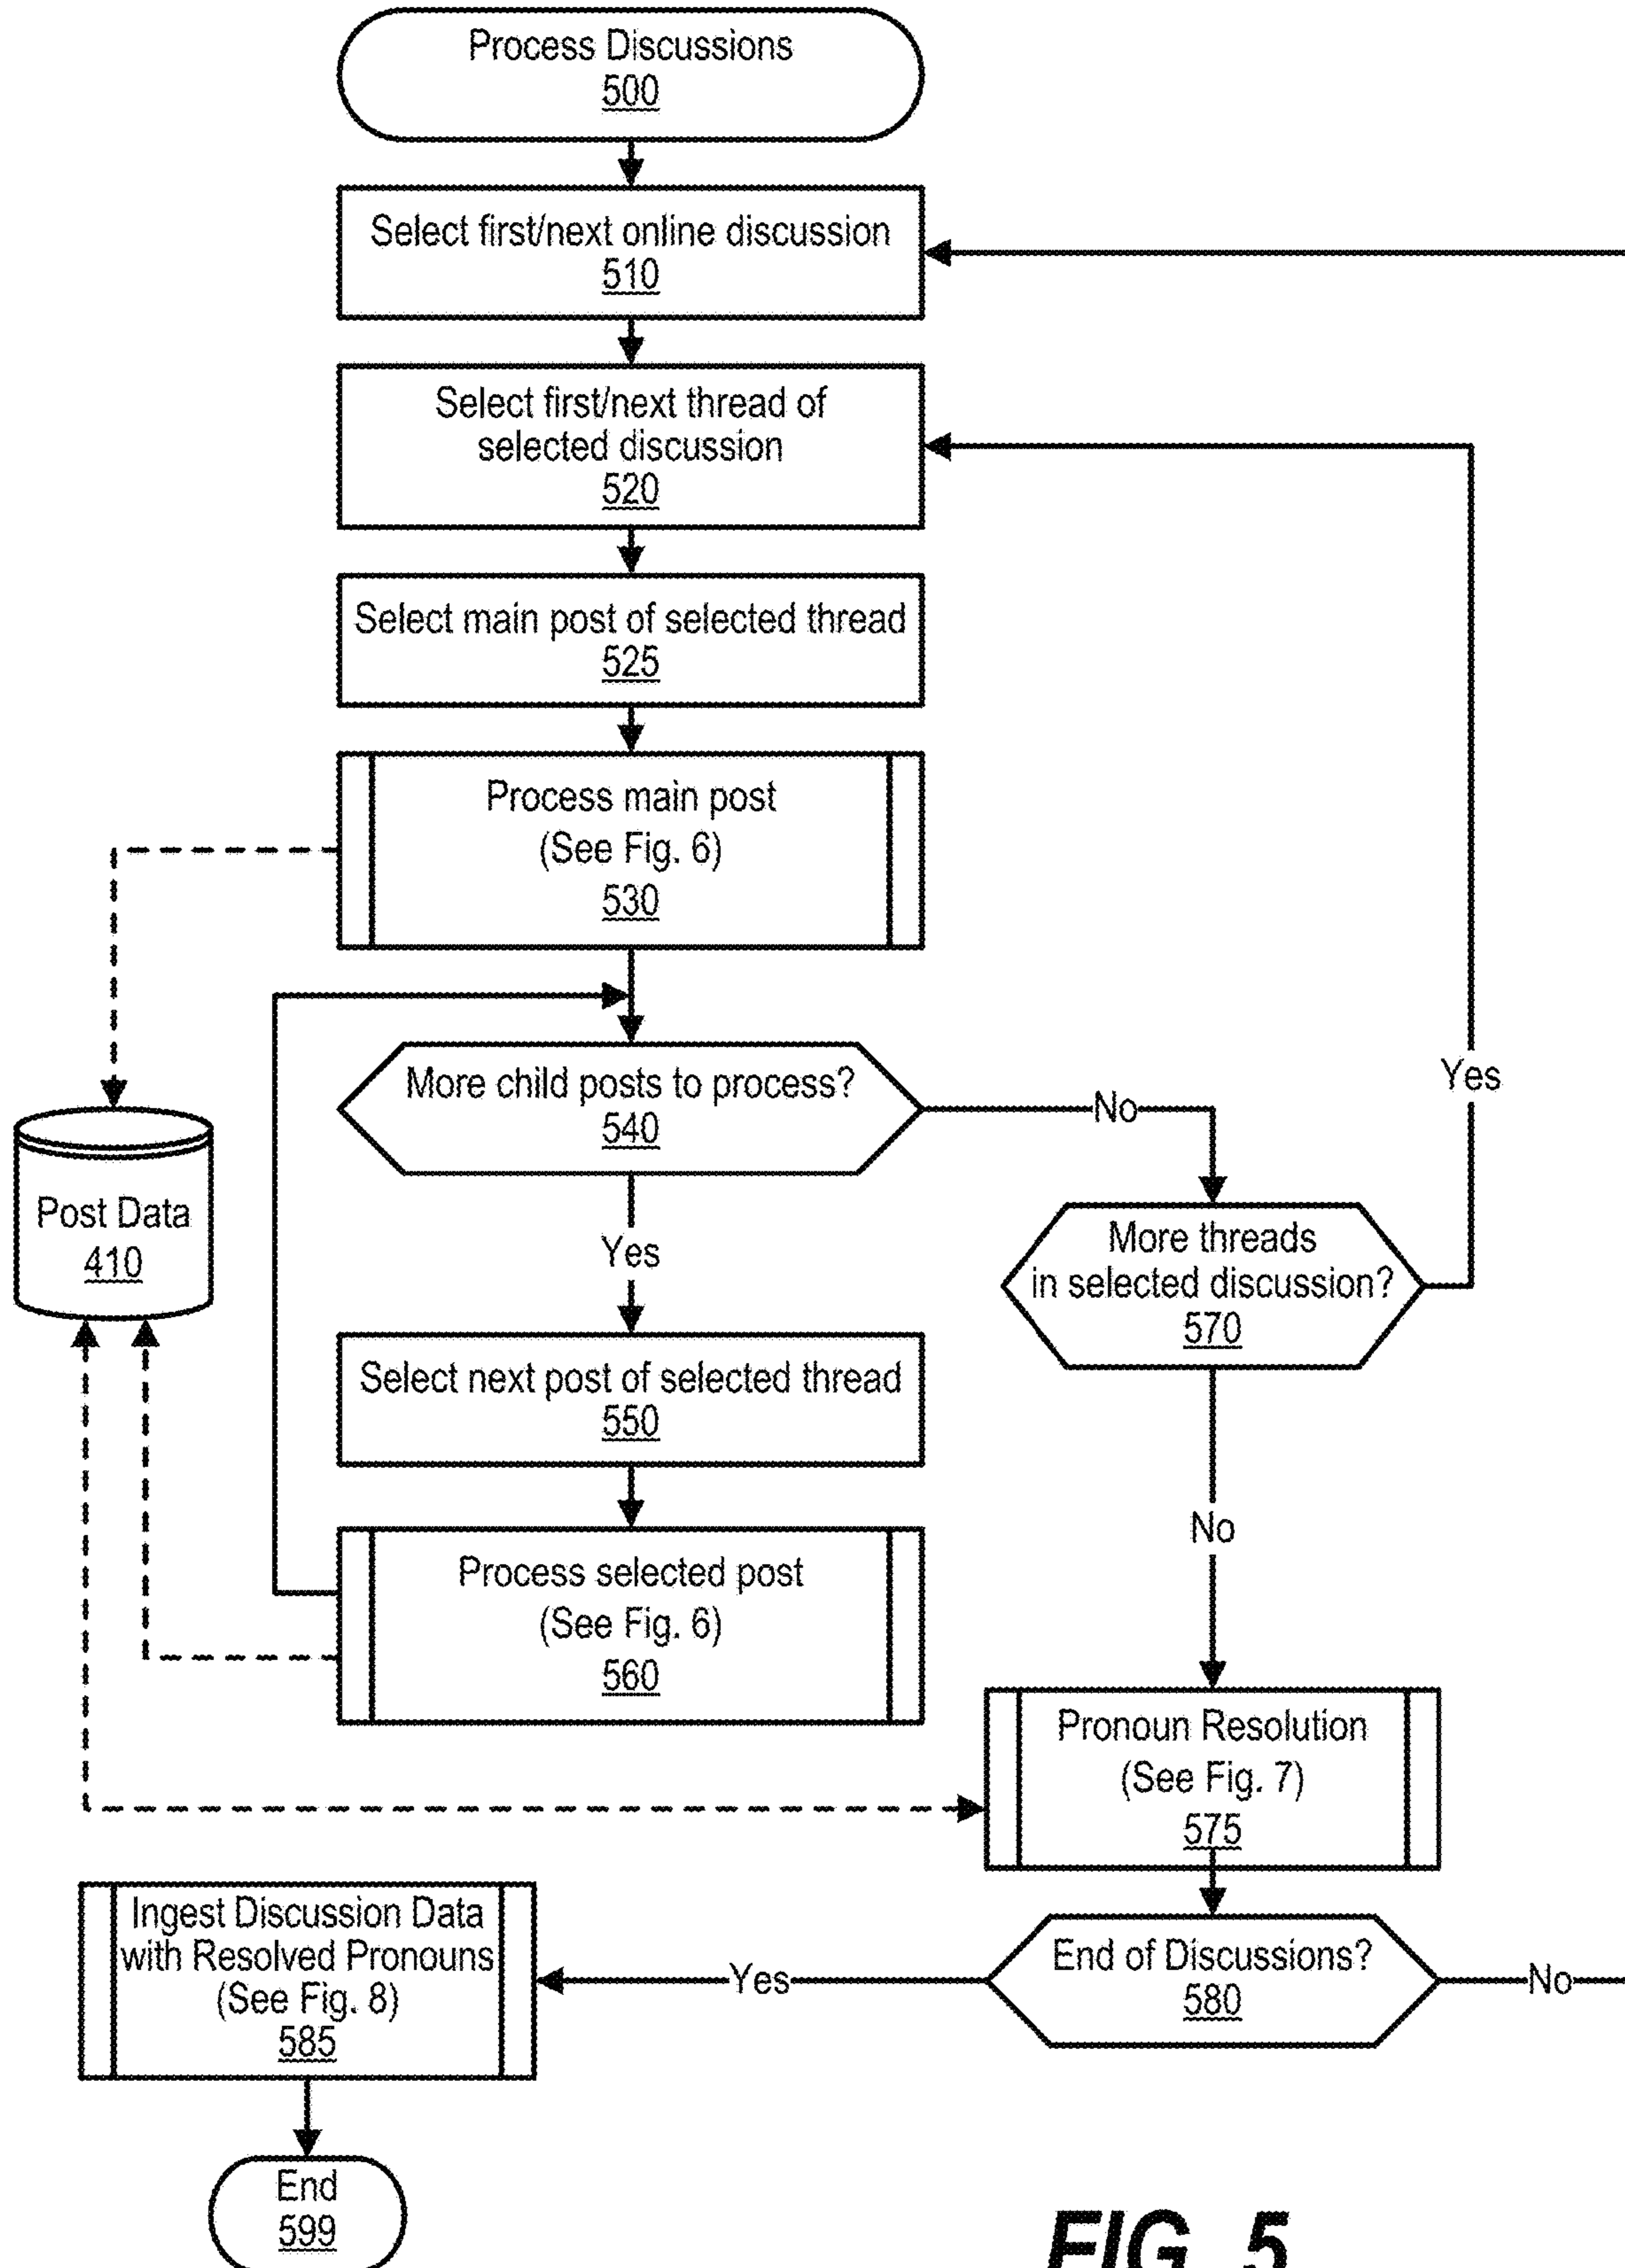 Process Discussions
500
Select first/next online discussion
510
Select first/next thread of
selected discussion
520
Select main post of selected thread
525
Process main post
(See Fig. 6)
530
More child posts to process?
540
No
Yes
Post Data
410
Yes
More threads
in selected discussion?
570
Select next post of selected thread
550
No
Process selected post
(See Fig. 6)
560
Pronoun Resolution
(See Fig. 7)
575
Ingest Discussion Data
with Resolved Pronouns
(See Fig. 8)
585
Yes
End of Discussions?
580
No
End
599
FIG. 5